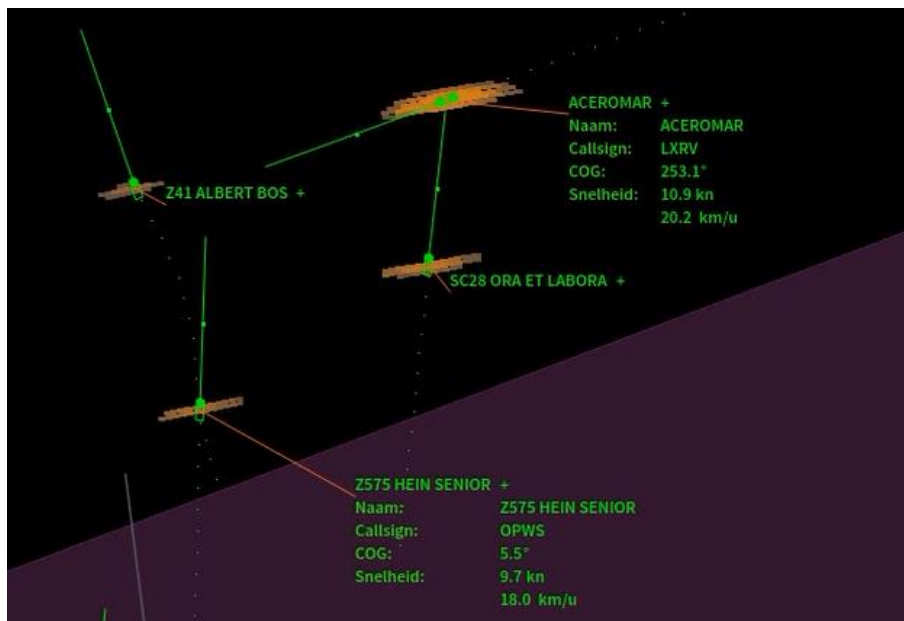 ACEROMAR +
Naam: ACEROMAR
Callsign: LXRV
COG: 253.1°
Snelheid: 10.9 kn
20.2 km/u
Z41 ALBERT BOS +
SC28 ORA ET LABORA +
Z575 HEIN SENIOR +
Naam: Z575 HEIN SENIOR
Callsign: OPWS
COG: 5.5°
Snelheid: 9.7 kn
18.0 km/u